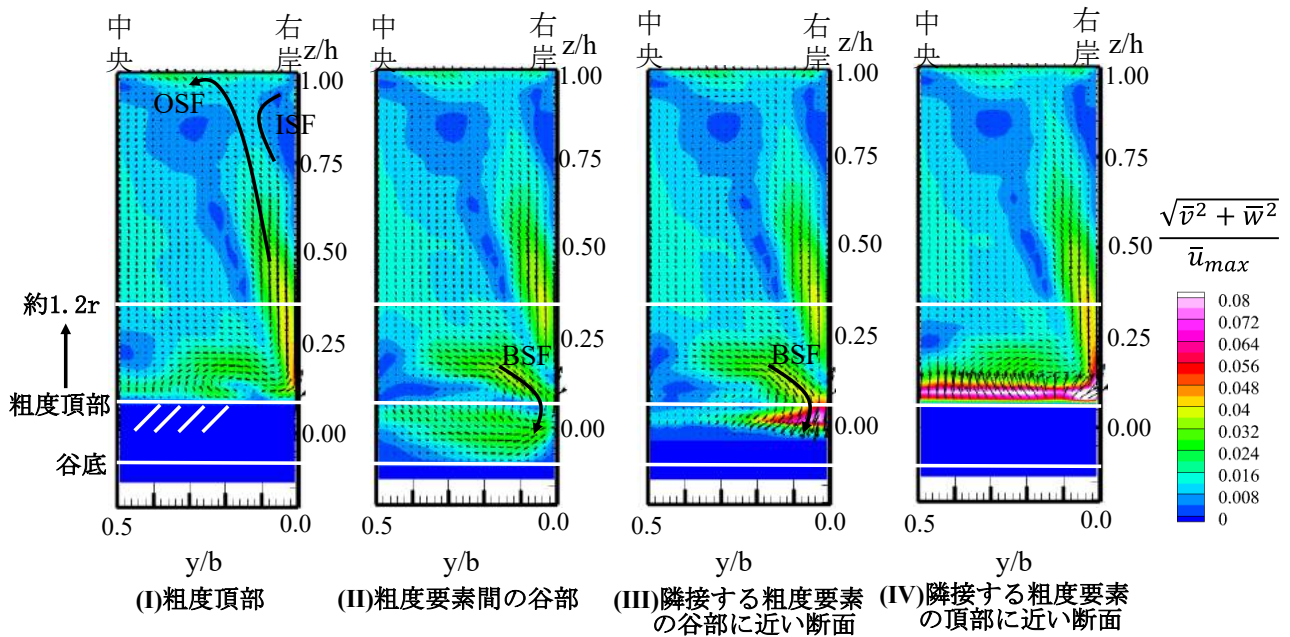 中央
右岸
z/h
中央
右岸
z/h
中央
右岸
z/h
中央
右岸
z/h
OSF
ISF
1.00
0.75
0.50
0.25
0.00
1.00
0.75
0.50
0.25
0.00
BSF
1.00
0.75
0.50
0.25
0.00
BSF
1.00
0.75
0.50
0.25
0.00
約1.2r
粗度頂部
谷底
0.5
0.0
0.5
0.0
0.5
0.0
0.5
0.0
y/b
y/b
y/b
y/b
(I)粗度頂部
(II)粗度要素間の谷部
(III)隣接する粗度要素
の谷部に近い断面
(IV)隣接する粗度要素
の頂部に近い断面
√(v̅² + w̅²)
u̅max
0.08
0.072
0.064
0.056
0.048
0.04
0.032
0.024
0.016
0.008
0